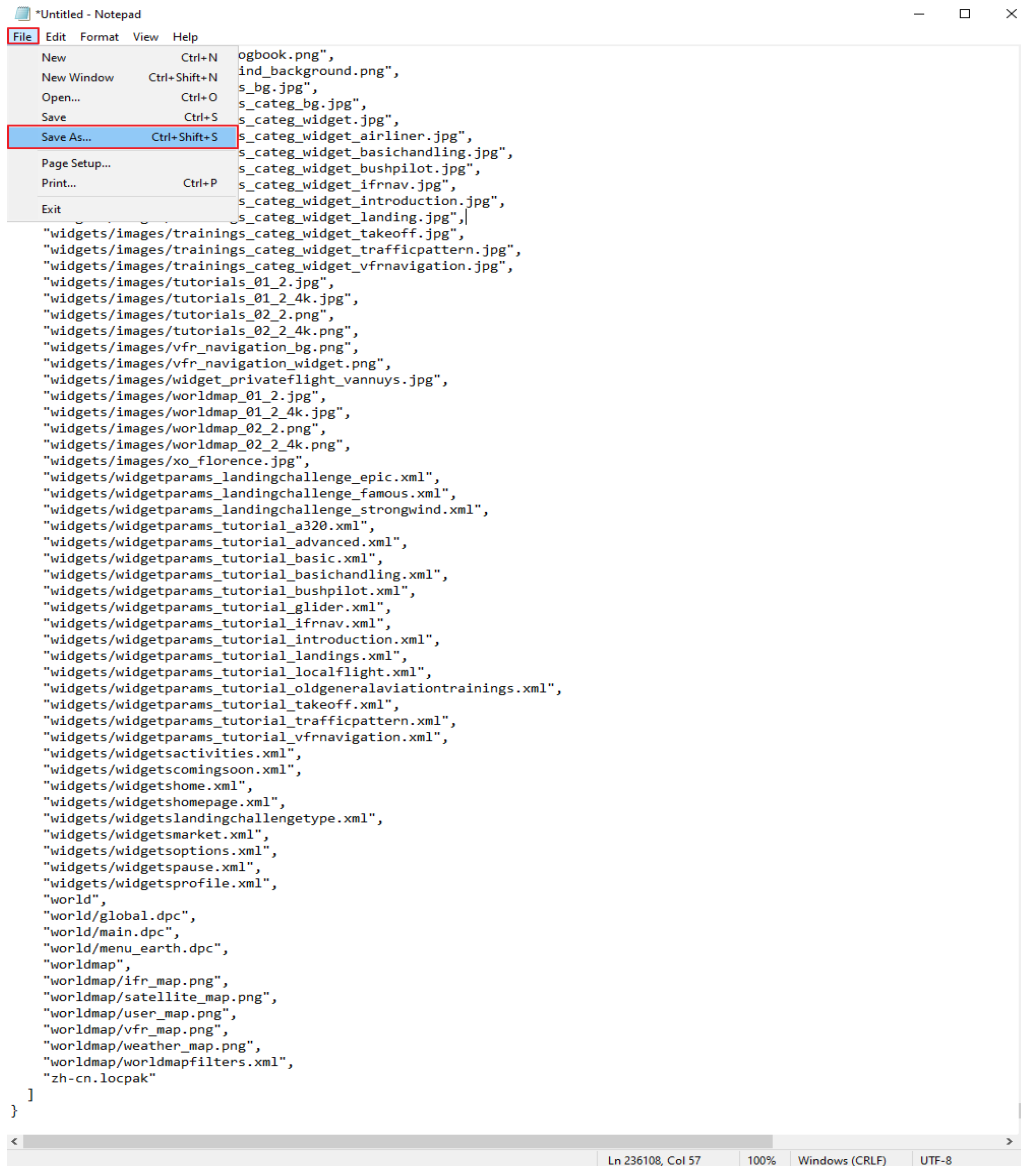 *Untitled - Notepad
File Edit Format View Help
New Ctrl+N
New Window Ctrl+Shift+N
Open... Ctrl+O
Save Ctrl+S
Save As... Ctrl+Shift+S
Page Setup...
Print... Ctrl+P
Exit
ogbook.png",
ind_background.png",
s_bg.jpg",
s_categ_bg.jpg",
s_categ_widget.jpg",
s_categ_widget_airliner.jpg",
s_categ_widget_basichandling.jpg",
s_categ_widget_bushpilot.jpg",
s_categ_widget_ifrnav.jpg",
s_categ_widget_introduction.jpg",
s_categ_widget_landing.jpg",
"widgets/images/trainings_categ_widget_takeoff.jpg",
"widgets/images/trainings_categ_widget_trafficpattern.jpg",
"widgets/images/trainings_categ_widget_vfrnavigation.jpg",
"widgets/images/tutorials_01_2.jpg",
"widgets/images/tutorials_01_2_4k.jpg",
"widgets/images/tutorials_02_2.png",
"widgets/images/tutorials_02_2_4k.png",
"widgets/images/vfr_navigation_bg.png",
"widgets/images/vfr_navigation_widget.png",
"widgets/images/widget_privateflight_vannuys.jpg",
"widgets/images/worldmap_01_2.jpg",
"widgets/images/worldmap_01_2_4k.jpg",
"widgets/images/worldmap_02_2.png",
"widgets/images/worldmap_02_2_4k.png",
"widgets/images/xo_florence.jpg",
"widgets/widgetparams_landingchallenge_epic.xml",
"widgets/widgetparams_landingchallenge_famous.xml",
"widgets/widgetparams_landingchallenge_strongwind.xml",
"widgets/widgetparams_tutorial_a320.xml",
"widgets/widgetparams_tutorial_advanced.xml",
"widgets/widgetparams_tutorial_basic.xml",
"widgets/widgetparams_tutorial_basichandling.xml",
"widgets/widgetparams_tutorial_bushpilot.xml",
"widgets/widgetparams_tutorial_glider.xml",
"widgets/widgetparams_tutorial_ifrnav.xml",
"widgets/widgetparams_tutorial_introduction.xml",
"widgets/widgetparams_tutorial_landings.xml",
"widgets/widgetparams_tutorial_localflight.xml",
"widgets/widgetparams_tutorial_oldgeneralaviationtrainings.xml",
"widgets/widgetparams_tutorial_takeoff.xml",
"widgets/widgetparams_tutorial_trafficpattern.xml",
"widgets/widgetparams_tutorial_vfrnavigation.xml",
"widgets/widgetsactivities.xml",
"widgets/widgetscomingsoon.xml",
"widgets/widgetshome.xml",
"widgets/widgetshomepage.xml",
"widgets/widgetslandingchallengetype.xml",
"widgets/widgetsmarket.xml",
"widgets/widgetsoptions.xml",
"widgets/widgetspause.xml",
"widgets/widgetsprofile.xml",
"world",
"world/global.dpc",
"world/main.dpc",
"world/menu_earth.dpc",
"worldmap",
"worldmap/ifr_map.png",
"worldmap/satellite_map.png",
"worldmap/user_map.png",
"worldmap/vfr_map.png",
"worldmap/weather_map.png",
"worldmap/worldmapfilters.xml",
"zh-cn.locpak"
]
}
Ln 236108, Col 57 100% Windows (CRLF) UTF-8